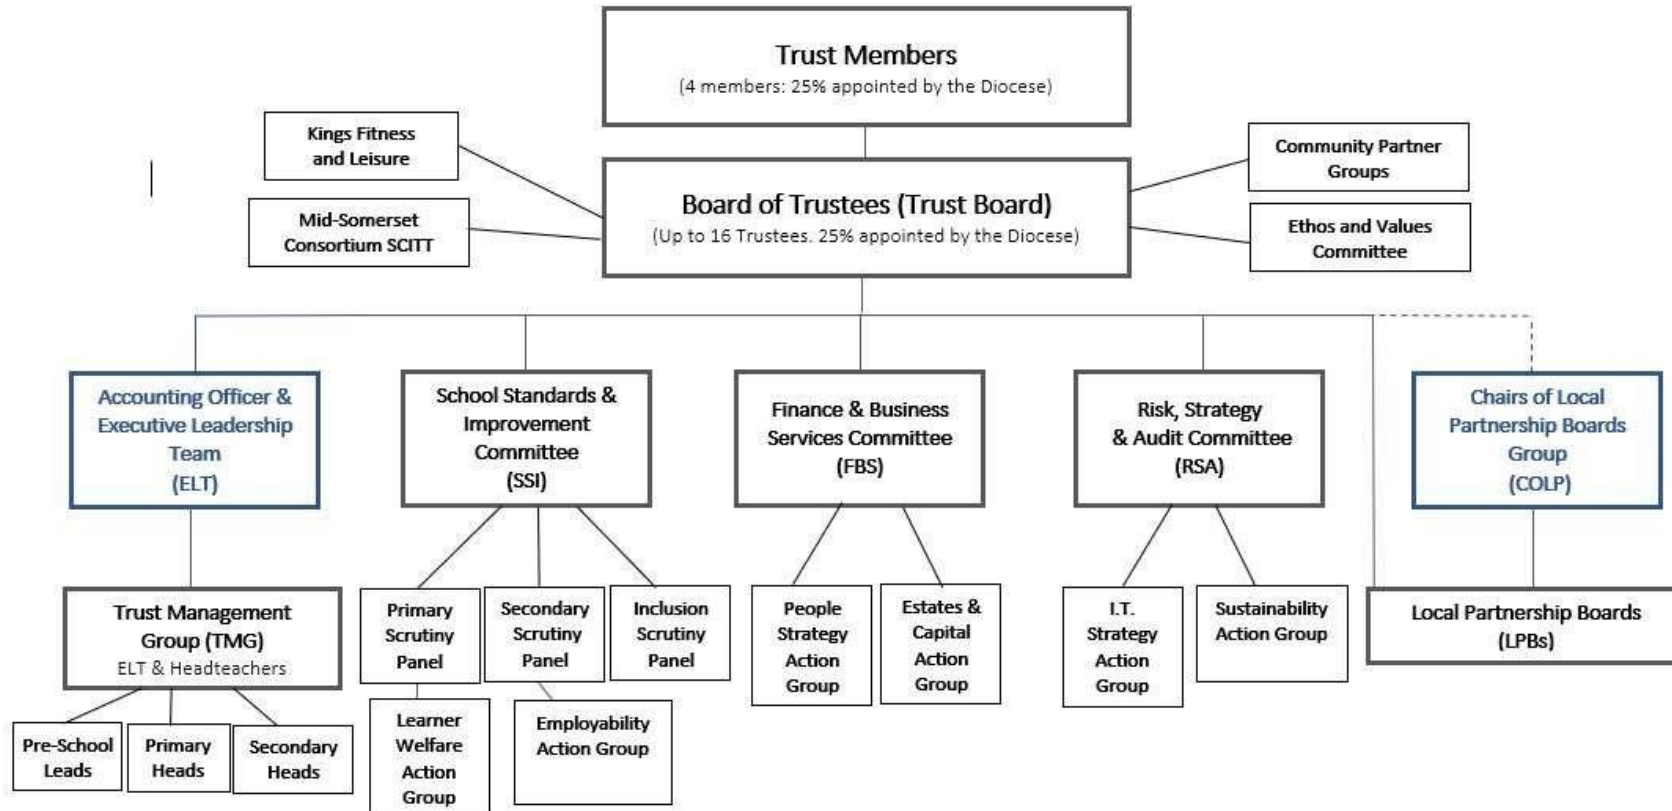 Trust Members
(4 members: 25% appointed by the Diocese)
Kings Fitness
and Leisure
Community Partner
Groups
Board of Trustees (Trust Board)
(Up to 16 Trustees. 25% appointed by the Diocese)
Mid-Somerset
Consortium SCITT
Ethos and Values
Committee
Accounting Officer &
Executive Leadership
Team
(ELT)
School Standards &
Improvement
Committee
(SSI)
Finance & Business
Services Committee
(FBS)
Risk, Strategy
& Audit Committee
(RSA)
Chairs of Local
Partnership Boards
Group
(COLP)
Trust Management
Group (TMG)
ELT & Headteachers
Primary
Scrutiny
Panel
Secondary
Scrutiny
Panel
Inclusion
Scrutiny
Panel
People
Strategy
Action
Group
Estates &
Capital
Action
Group
I.T.
Strategy
Action
Group
Sustainability
Action Group
Local Partnership Boards
(LPBs)
Pre-School
Leads
Primary
Heads
Secondary
Heads
Learner
Welfare
Action
Group
Employability
Action Group